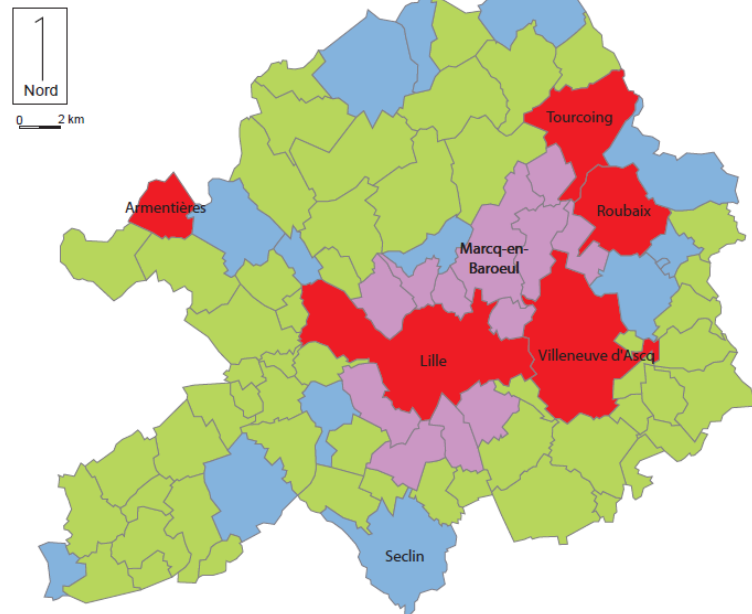 Nord
0 2 km
Tourcoing
Armentières
Roubaix
Marcq-en-
Baroeul
Lille
Villeneuve d'Ascq
Seclin